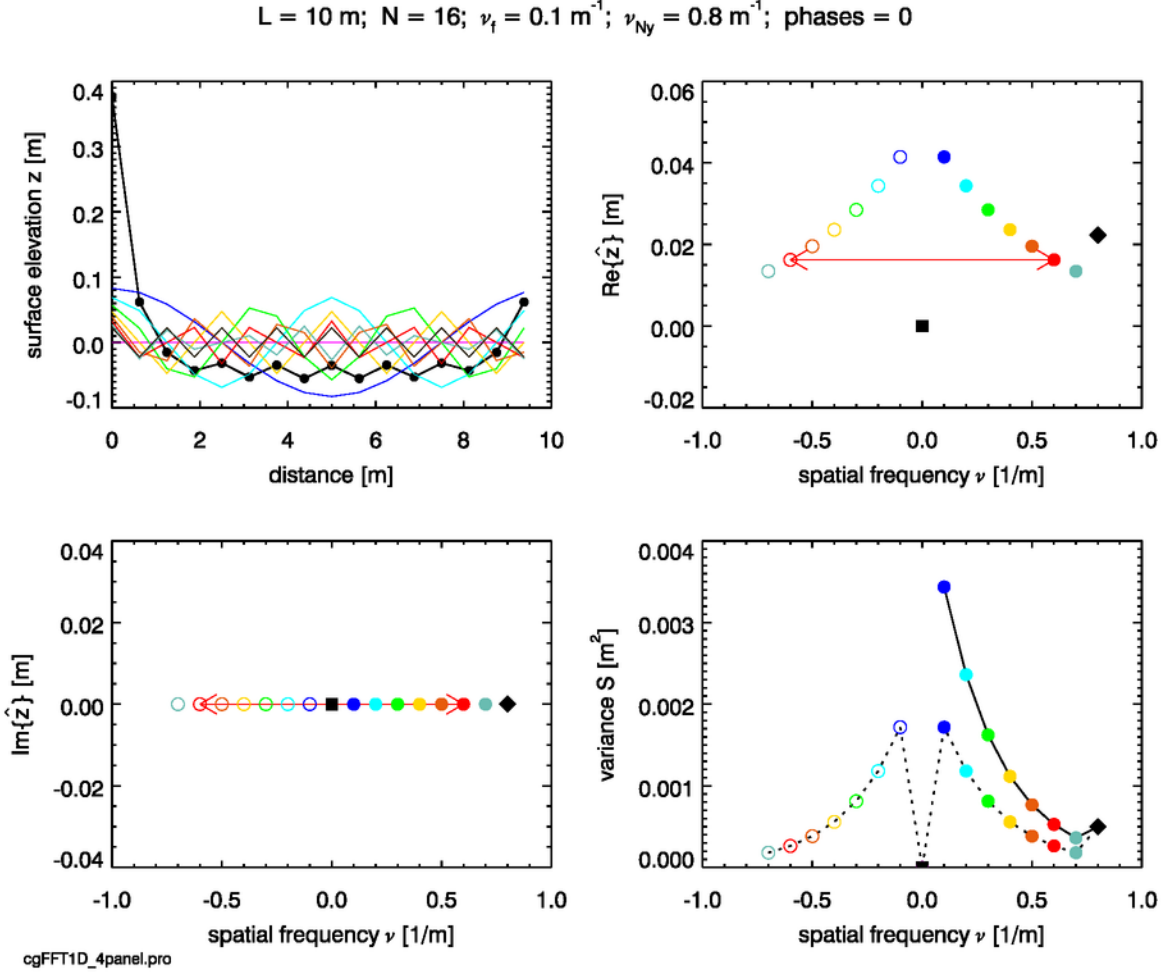 L = 10 m; N = 16; ν_f = 0.1 m⁻¹; ν_Ny = 0.8 m⁻¹; phases = 0
surface elevation z [m]
0.4
0.3
0.2
0.1
0.0
-0.1
0 2 4 6 8 10
distance [m]
Re{ẑ} [m]
0.06
0.04
0.02
0.00
-0.02
-1.0 -0.5 0.0 0.5 1.0
spatial frequency ν [1/m]
Im{ẑ} [m]
0.04
0.02
0.00
-0.02
-0.04
-1.0 -0.5 0.0 0.5 1.0
spatial frequency ν [1/m]
variance S [m²]
0.004
0.003
0.002
0.001
0.000
-1.0 -0.5 0.0 0.5 1.0
spatial frequency ν [1/m]
cgFFT1D_4panel.pro